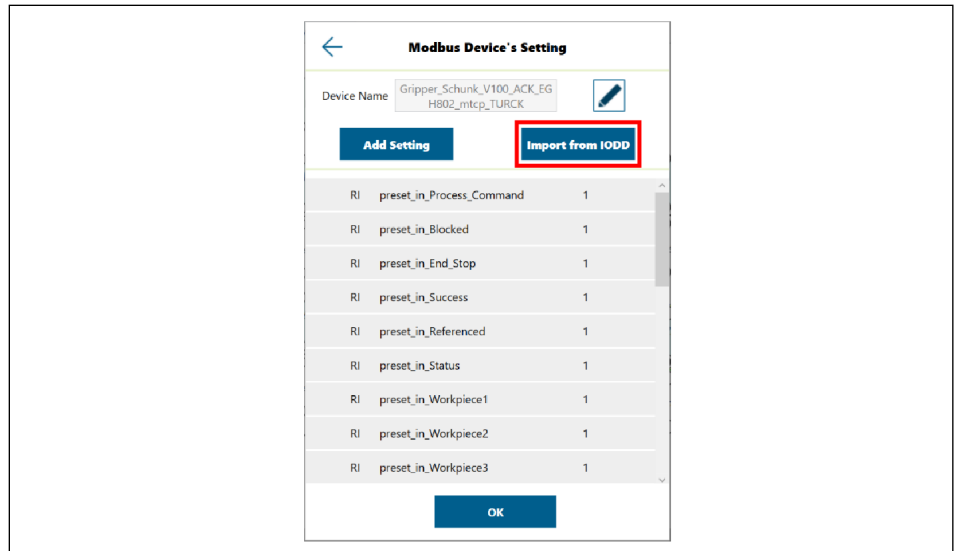 Modbus Device's Setting
Device Name
Gripper_Schunk_V100_ACK_EG
H802_mtcp_TURCK
Add Setting
Import from IODD
RI preset_in_Process_Command 1
RI preset_in_Blocked 1
RI preset_in_End_Stop 1
RI preset_in_Success 1
RI preset_in_Referenced 1
RI preset_in_Status 1
RI preset_in_Workpiece1 1
RI preset_in_Workpiece2 1
RI preset_in_Workpiece3 1
OK